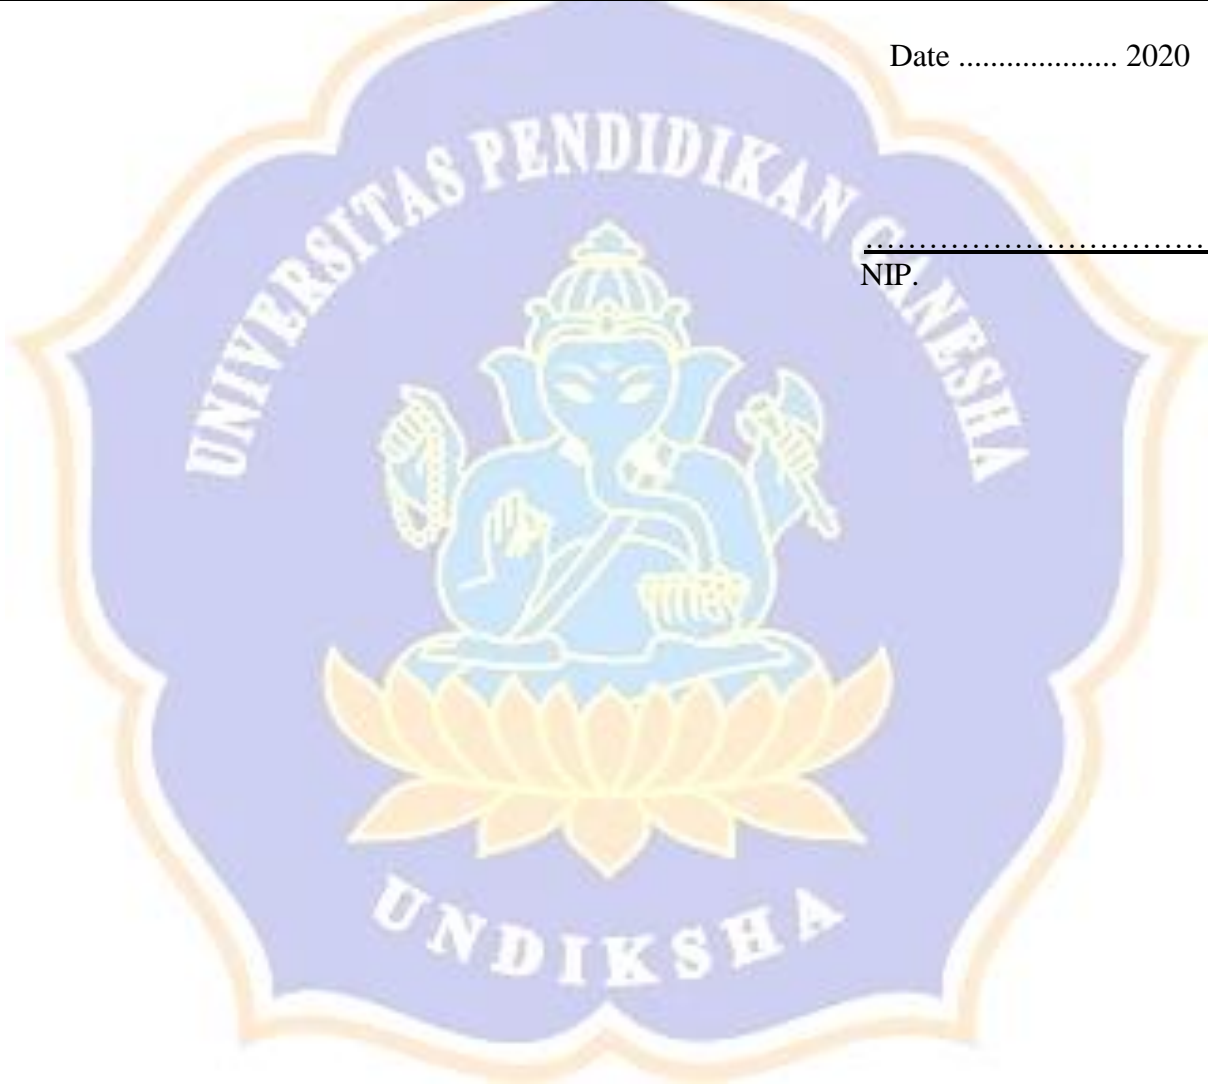 Date .................... 2020
................................
NIP.
UNIVERSITAS PENDIDIKAN GANESHA
UNDIKSHA